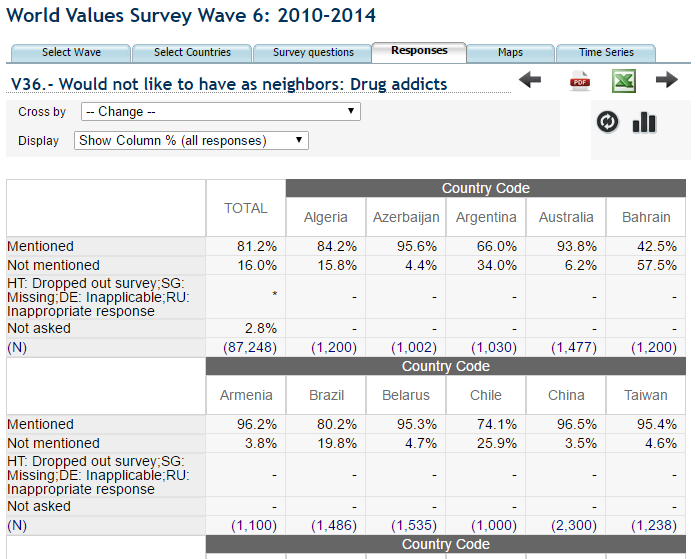 World Values Survey Wave 6: 2010-2014
Select Wave Select Countries Survey questions Responses Maps Time Series
V36.- Would not like to have as neighbors: Drug addicts
PDF
Cross by -- Change --
Display Show Column % (all responses)
Country Code
TOTAL Algeria Azerbaijan Argentina Australia Bahrain
Mentioned 81.2% 84.2% 95.6% 66.0% 93.8% 42.5%
Not mentioned 16.0% 15.8% 4.4% 34.0% 6.2% 57.5%
HT: Dropped out survey;SG:
Missing;DE: Inapplicable;RU: * - - - - -
Inappropriate response
Not asked 2.8% - - - - -
(N) (87,248) (1,200) (1,002) (1,030) (1,477) (1,200)
Country Code
Armenia Brazil Belarus Chile China Taiwan
Mentioned 96.2% 80.2% 95.3% 74.1% 96.5% 95.4%
Not mentioned 3.8% 19.8% 4.7% 25.9% 3.5% 4.6%
HT: Dropped out survey;SG:
Missing;DE: Inapplicable;RU: - - - - - -
Inappropriate response
Not asked - - - - - -
(N) (1,100) (1,486) (1,535) (1,000) (2,300) (1,238)
Country Code